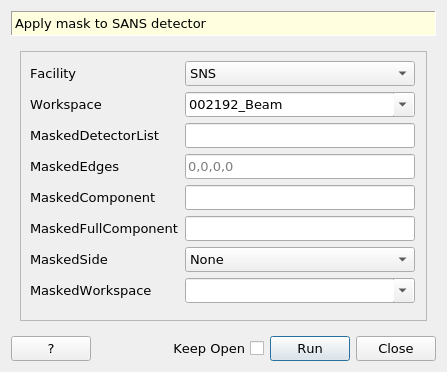 Apply mask to SANS detector
Facility SNS
Workspace 002192_Beam
MaskedDetectorList
MaskedEdges 0,0,0,0
MaskedComponent
MaskedFullComponent
MaskedSide None
MaskedWorkspace
? Keep Open Run Close